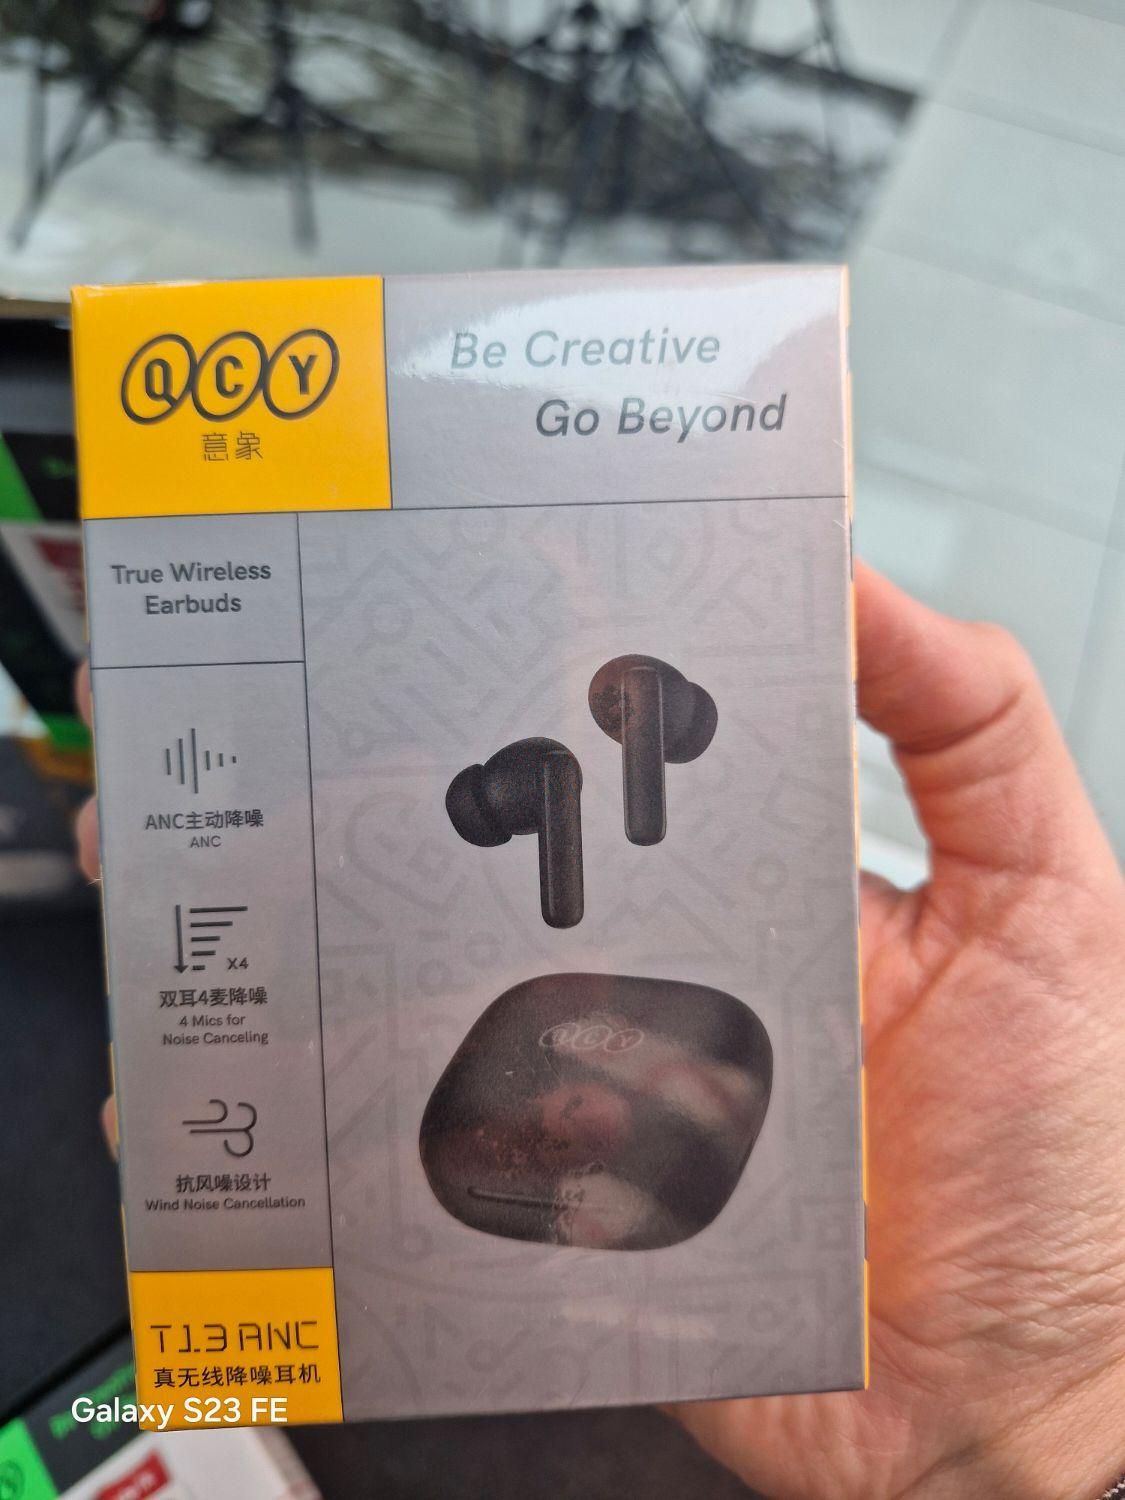 QCY
意象
Be Creative
Go Beyond
True Wireless
Earbuds
ANC主动降噪
ANC
X4
双耳4麦降噪
4 Mics for
Noise Canceling
抗风噪设计
Wind Noise Cancellation
QCY
T13 ANC
真无线降噪耳机
Galaxy S23 FE